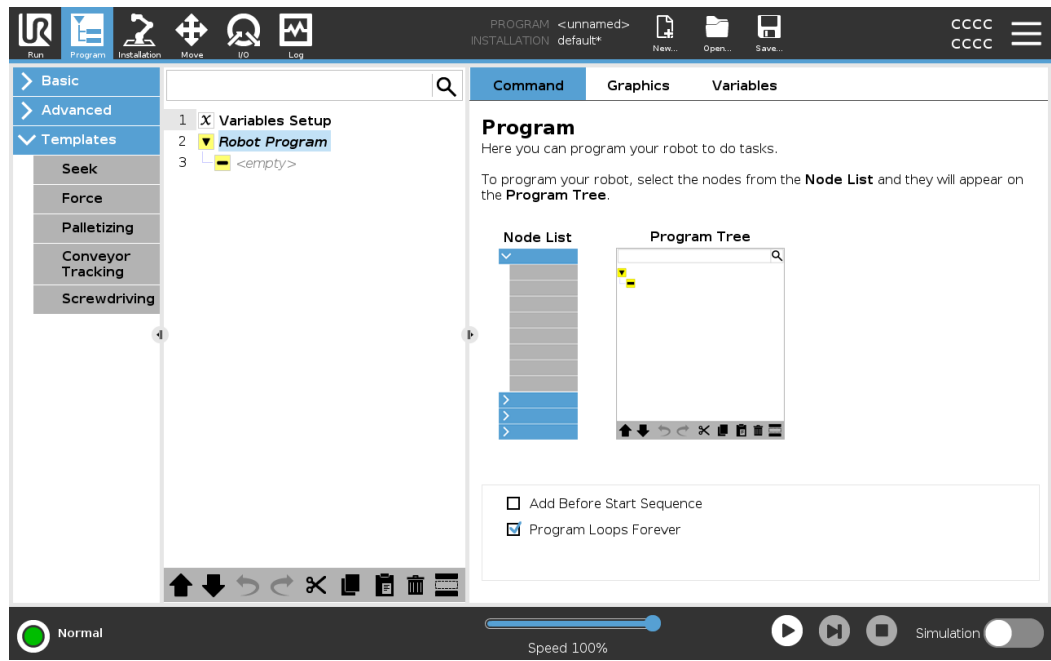 PROGRAM <unnamed>
INSTALLATION default*
CCCC
CCCC
UR
Run
Program
Installation
Move
I/O
Log
New...
Open...
Save...
Basic
Advanced
Templates
Seek
Force
Palletizing
Conveyor
Tracking
Screwdriving
1 X Variables Setup
2 Robot Program
3 <empty>
Command
Graphics
Variables
Program
Here you can program your robot to do tasks.
To program your robot, select the nodes from the Node List and they will appear on
the Program Tree.
Node List
Program Tree
Add Before Start Sequence
Program Loops Forever
Normal
Speed 100%
Simulation